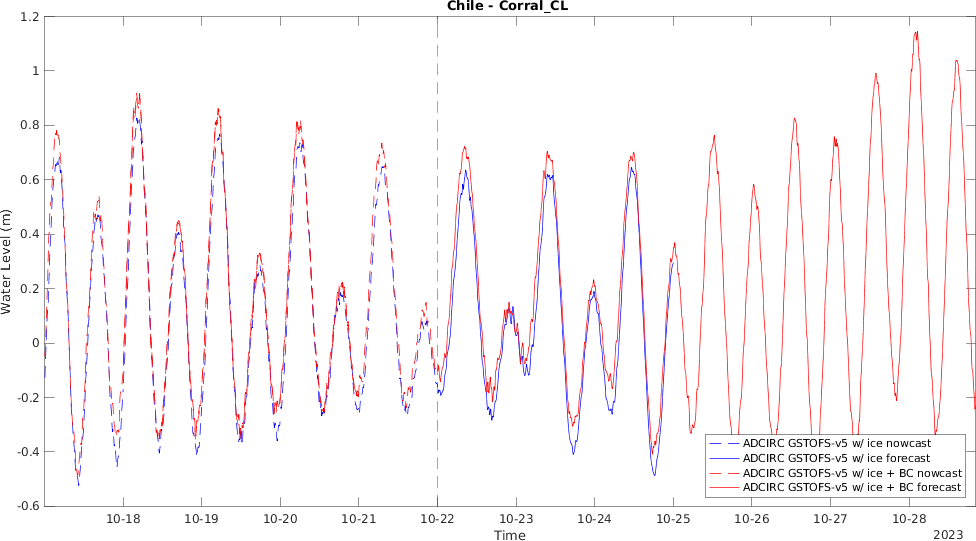 Chile - Corral_CL
1.2
1
0.8
0.6
0.4
0.2
0
-0.2
-0.4
-0.6
Water Level (m)
ADCIRC GSTOFS-v5 w/ ice nowcast
ADCIRC GSTOFS-v5 w/ ice forecast
ADCIRC GSTOFS-v5 w/ ice + BC nowcast
ADCIRC GSTOFS-v5 w/ ice + BC forecast
10-18 10-19 10-20 10-21 10-22 10-23 10-24 10-25 10-26 10-27 10-28
Time
2023